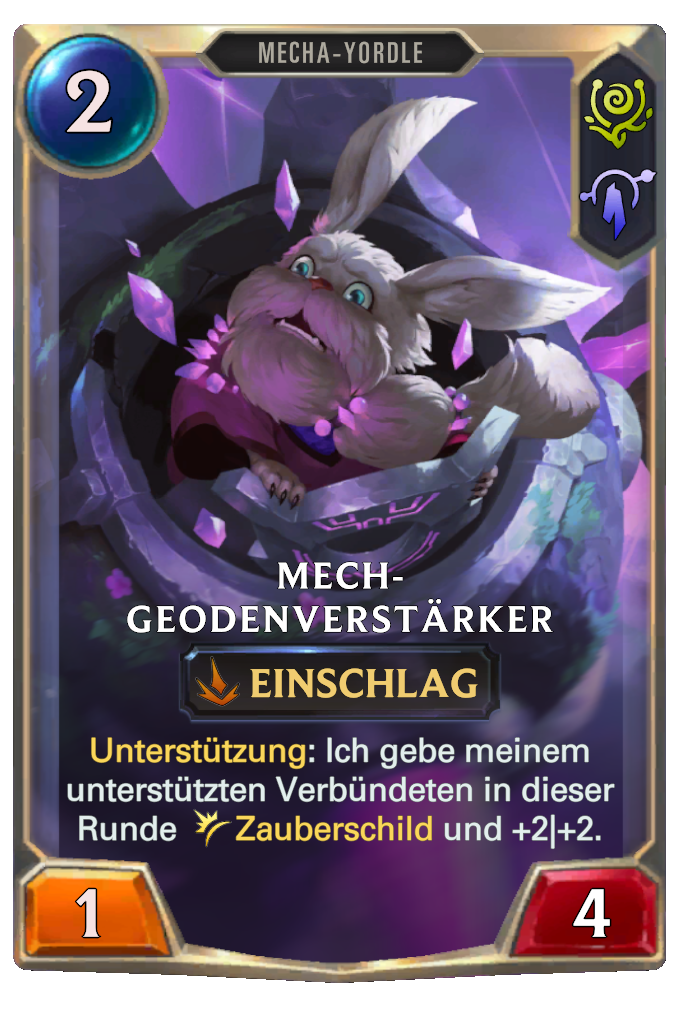 MECHA-YORDLE
2
MECH-
GEODENVERSTÄRKER
EINSCHLAG
Unterstützung: Ich gebe meinem
unterstützten Verbündeten in dieser
Runde Zauberschild und +2|+2.
1
4